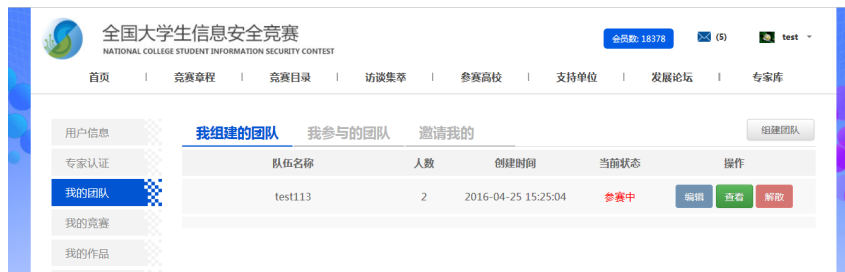 全国大学生信息安全竞赛
NATIONAL COLLEGE STUDENT INFORMATION SECURITY CONTEST
会员数: 18378 (5) test
首页 | 竞赛章程 | 竞赛目录 | 访谈集萃 | 参赛高校 | 支持单位 | 发展论坛 | 专家库
用户信息
专家认证
我的团队
我的竞赛
我的作品
我组建的团队 我参与的团队 邀请我的 组建团队
队伍名称 人数 创建时间 当前状态 操作
test113 2 2016-04-25 15:25:04 参赛中 编辑 查看 解散